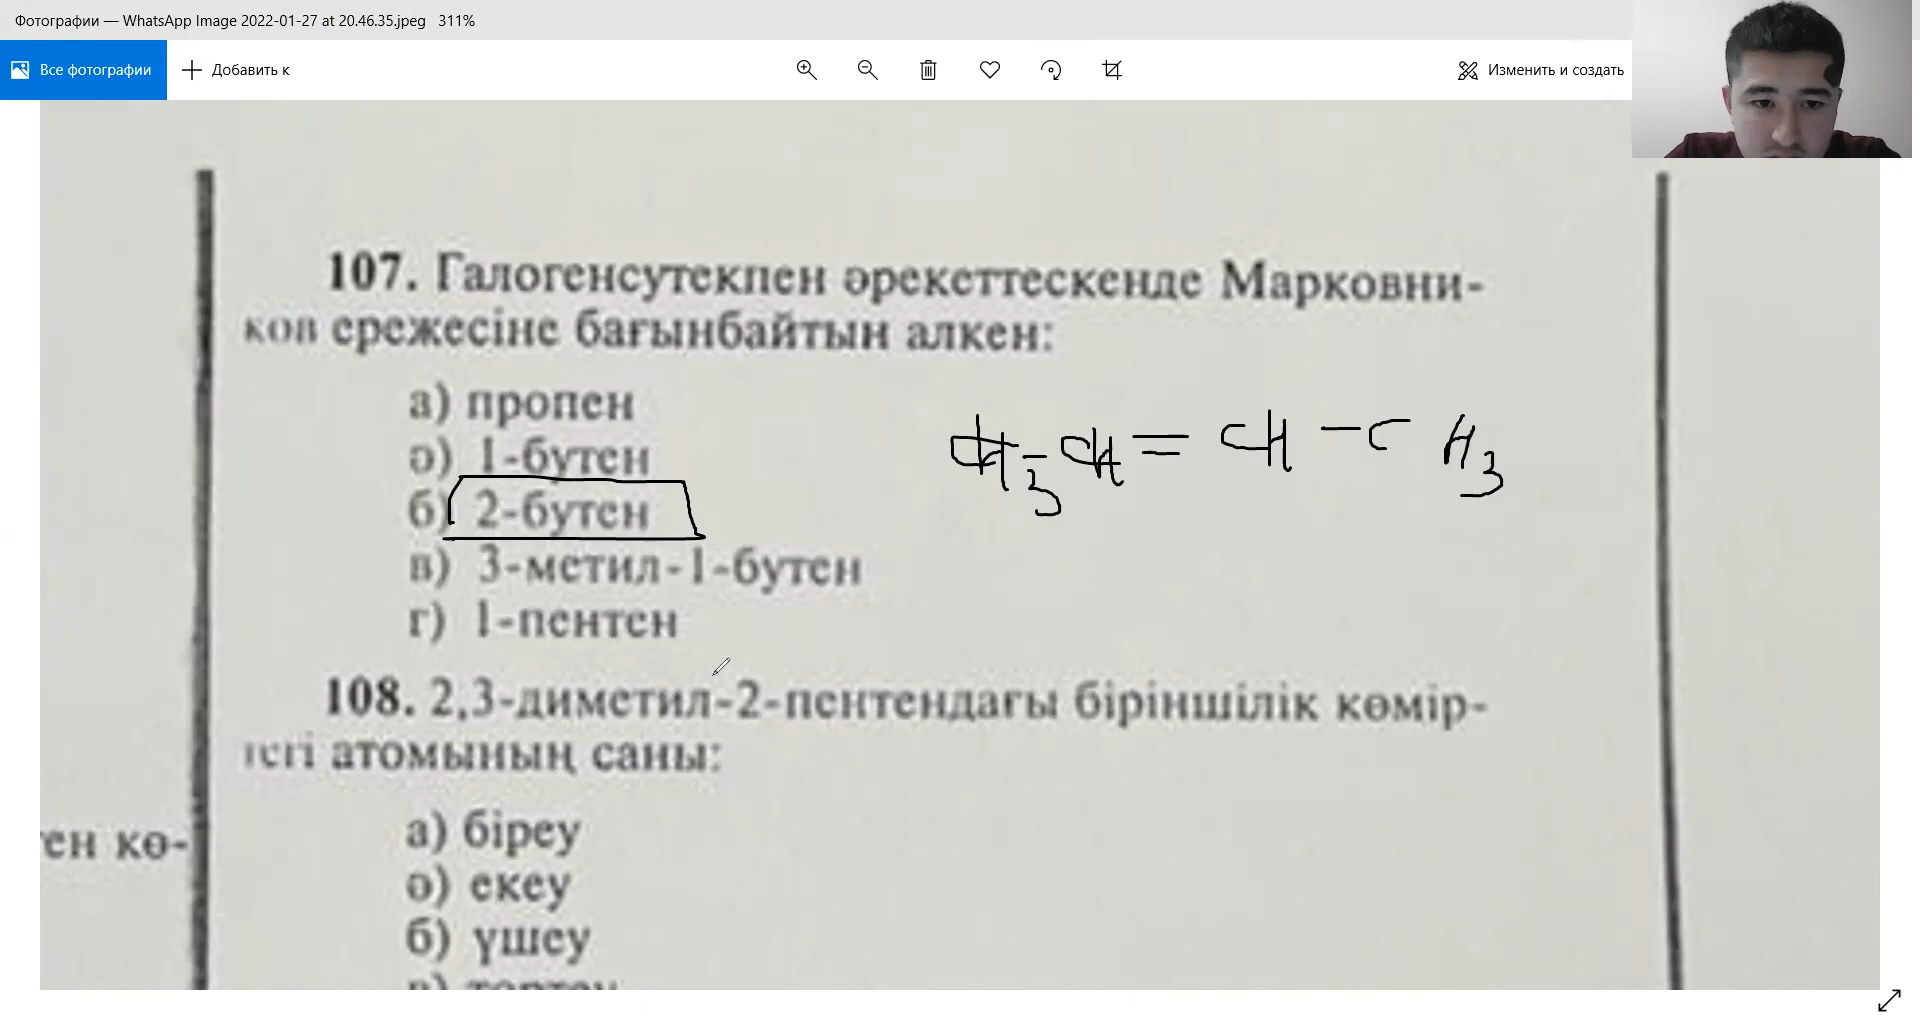 Фотографии — WhatsApp Image 2022-01-27 at 20.46.35.jpeg 311%
Все фотографии
Добавить к
Изменить и создать
107. Галогенсутекпен әрекеттескенде Марковни-
ков ережесіне бағынбайтын алкен:
а) пропен
ә) 1-бутен
б) 2-бутен
в) 3-метил-1-бутен
г) 1-пентен
CH3-CH=CH-CH3
108. 2,3-диметил-2-пентендағы біріншілік көмір-
тегі атомының саны:
а) біреу
ә) екеу
б) үшеу
ен кө-